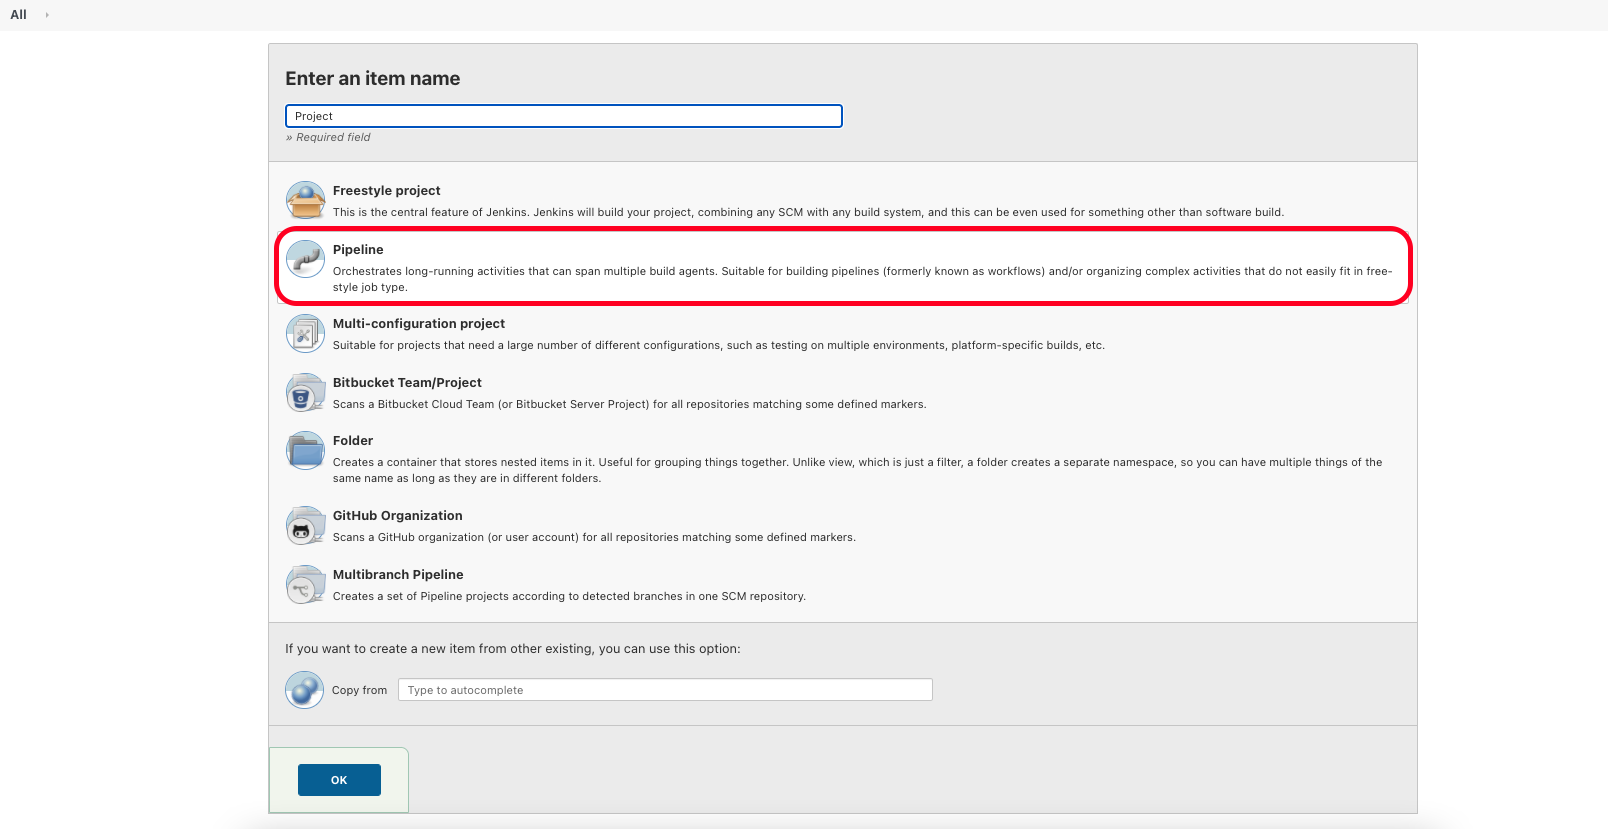 All
Enter an item name
Project
» Required field
Freestyle project
This is the central feature of Jenkins. Jenkins will build your project, combining any SCM with any build system, and this can be even used for something other than software build.
Pipeline
Orchestrates long-running activities that can span multiple build agents. Suitable for building pipelines (formerly known as workflows) and/or organizing complex activities that do not easily fit in free-
style job type.
Multi-configuration project
Suitable for projects that need a large number of different configurations, such as testing on multiple environments, platform-specific builds, etc.
Bitbucket Team/Project
Scans a Bitbucket Cloud Team (or Bitbucket Server Project) for all repositories matching some defined markers.
Folder
Creates a container that stores nested items in it. Useful for grouping things together. Unlike view, which is just a filter, a folder creates a separate namespace, so you can have multiple things of the
same name as long as they are in different folders.
GitHub Organization
Scans a GitHub organization (or user account) for all repositories matching some defined markers.
Multibranch Pipeline
Creates a set of Pipeline projects according to detected branches in one SCM repository.
If you want to create a new item from other existing, you can use this option:
Copy from
Type to autocomplete
OK